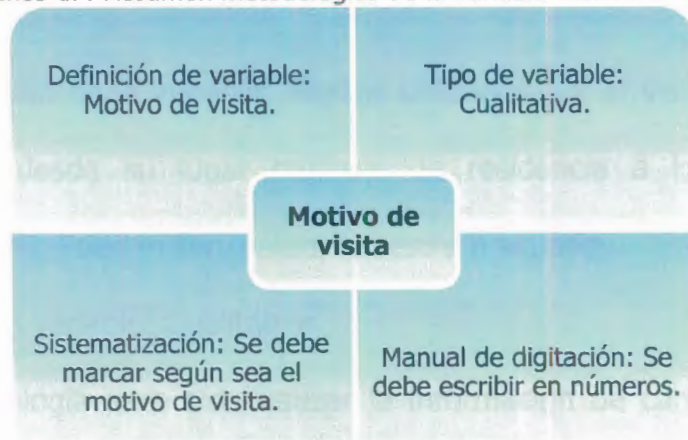 Definición de variable:
Motivo de visita.
Tipo de variable:
Cualitativa.
Motivo de
visita
Sistematización: Se debe
marcar según sea el
motivo de visita.
Manual de digitación: Se
debe escribir en números.